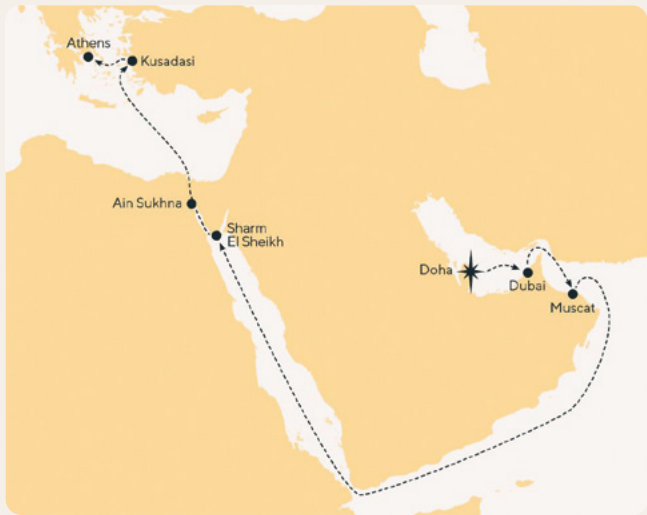 Athens
Kusadasi
Ain Sukhna
Sharm
El Sheikh
Doha
Dubai
Muscat